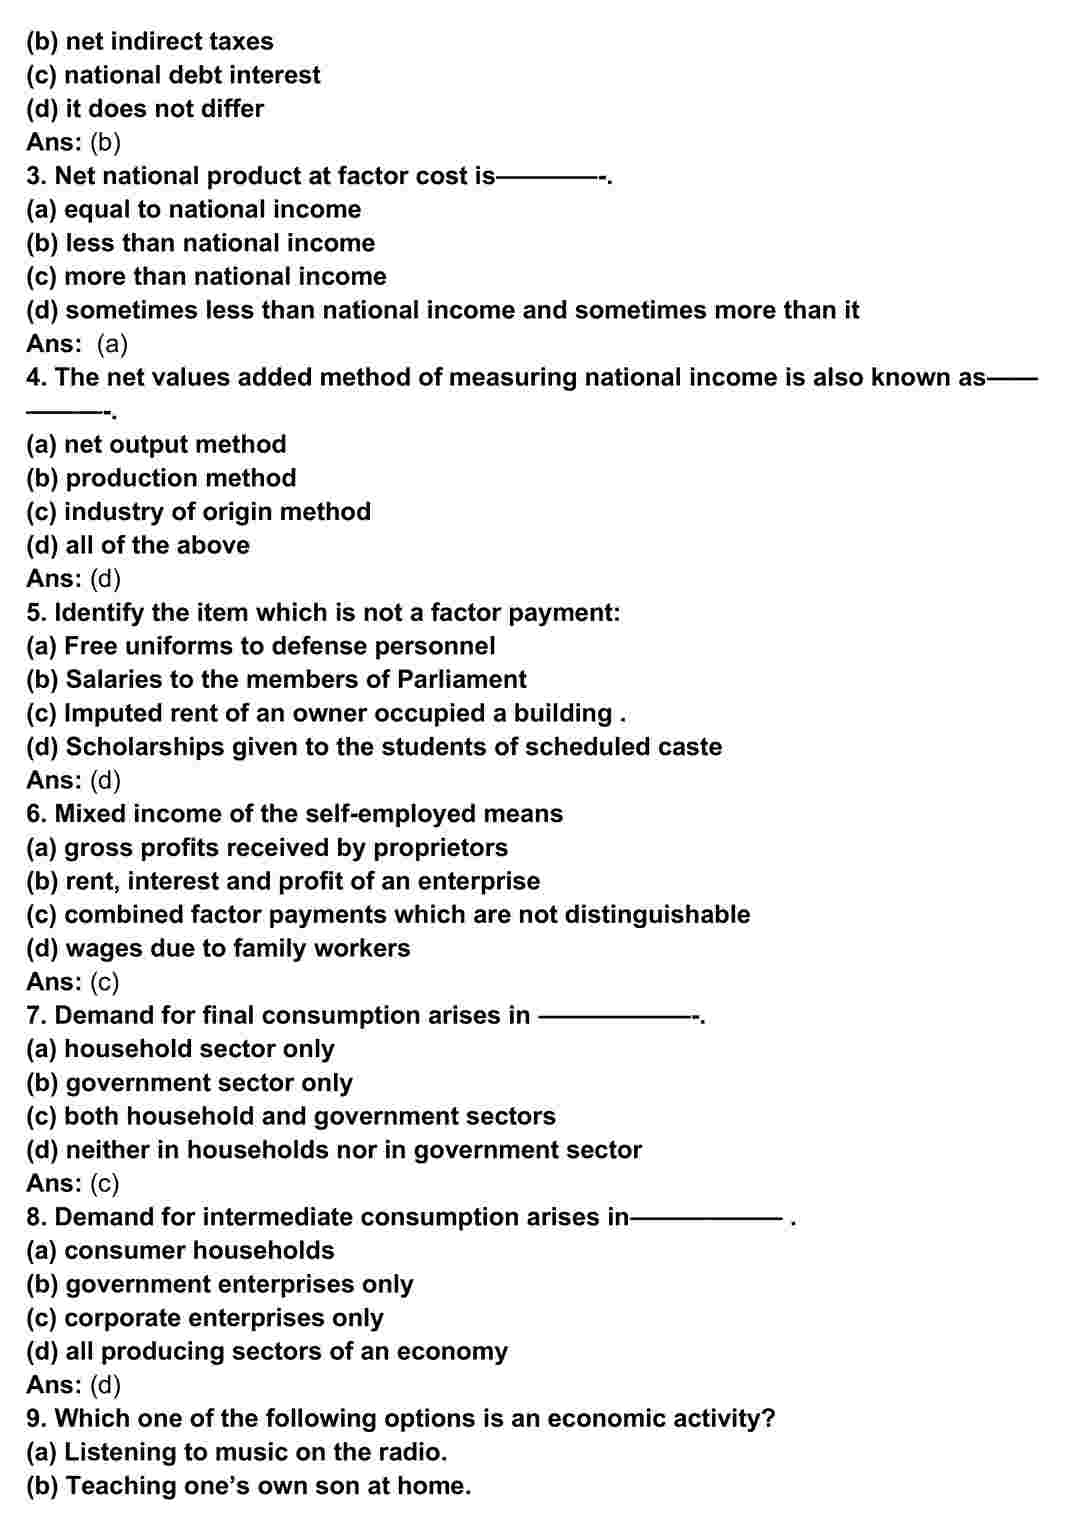 (b) net indirect taxes
(c) national debt interest
(d) it does not differ
Ans: (b)
3. Net national product at factor cost is————-.
(a) equal to national income
(b) less than national income
(c) more than national income
(d) sometimes less than national income and sometimes more than it
Ans:  (a)
4. The net values added method of measuring national income is also known as——
———-.
(a) net output method
(b) production method
(c) industry of origin method
(d) all of the above
Ans: (d)
5. Identify the item which is not a factor payment:
(a) Free uniforms to defense personnel
(b) Salaries to the members of Parliament
(c) Imputed rent of an owner occupied a building .
(d) Scholarships given to the students of scheduled caste
Ans: (d)
6. Mixed income of the self-employed means
(a) gross profits received by proprietors
(b) rent, interest and profit of an enterprise
(c) combined factor payments which are not distinguishable
(d) wages due to family workers
Ans: (c)
7. Demand for final consumption arises in ——————-.
(a) household sector only
(b) government sector only
(c) both household and government sectors
(d) neither in households nor in government sector
Ans: (c)
8. Demand for intermediate consumption arises in—————— .
(a) consumer households
(b) government enterprises only
(c) corporate enterprises only
(d) all producing sectors of an economy
Ans: (d)
9. Which one of the following options is an economic activity?
(a) Listening to music on the radio.
(b) Teaching one’s own son at home.